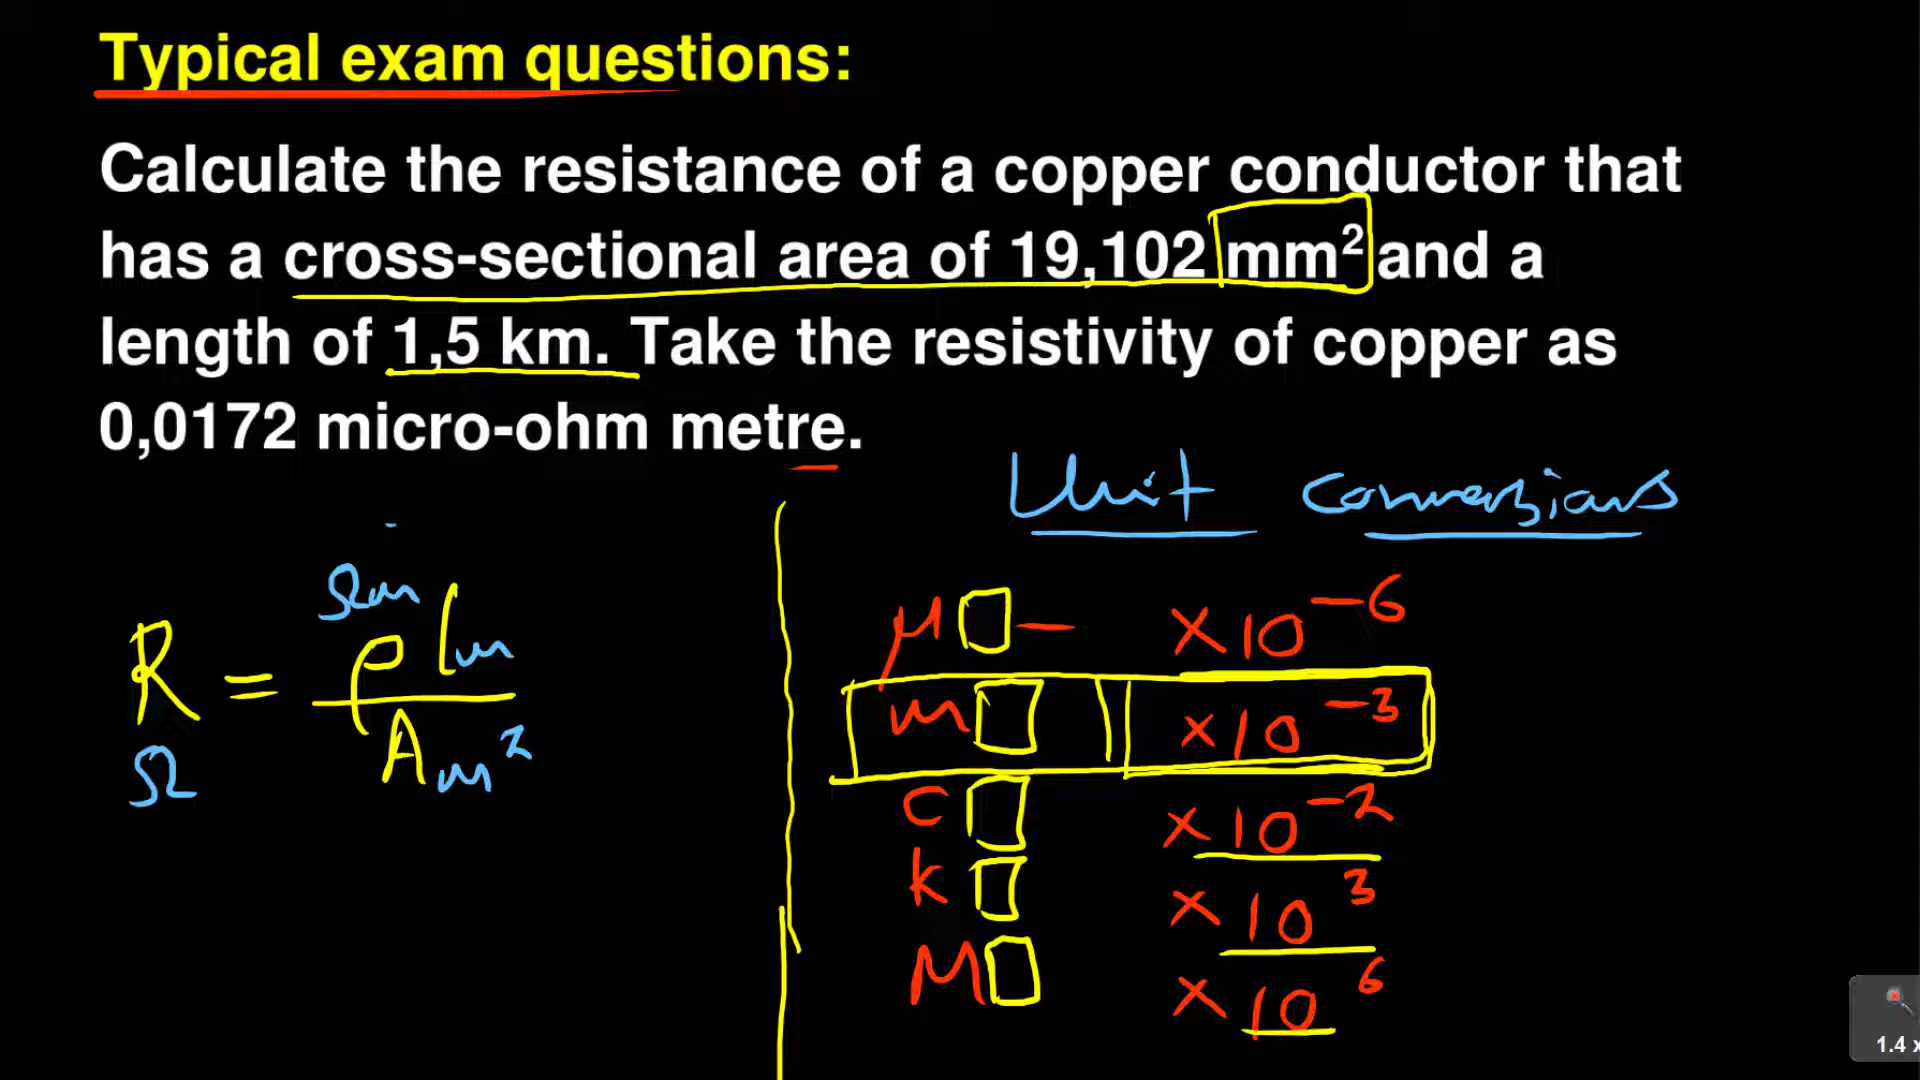 Typical exam questions:
Calculate the resistance of a copper conductor that
has a cross-sectional area of 19,102 mm² and a
length of 1,5 km. Take the resistivity of copper as
0,0172 micro-ohm metre.
Unit conversions
Ωm
R = ρ l m
A m²
Ω
μ □ — ×10⁻⁶
m □ ×10⁻³
c □ ×10⁻²
k □ ×10³
M □ ×10⁶
1.4 x